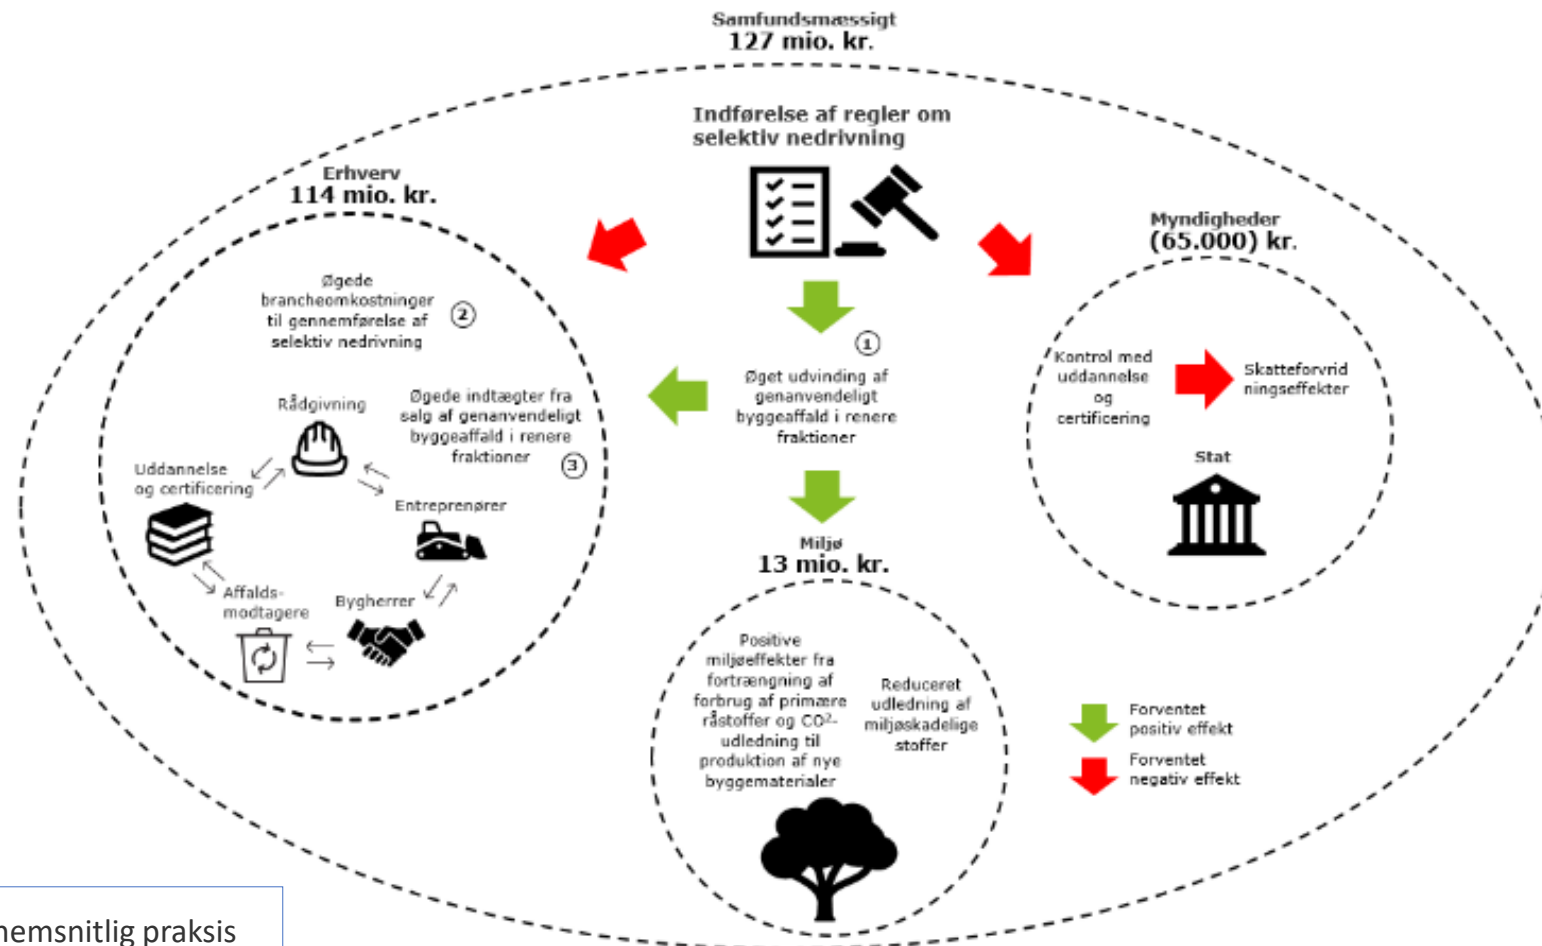 Samfundsmæssigt
127 mio. kr.
Indførelse af regler om
selektiv nedrivning
Erhverv
114 mio. kr.
Øgede
brancheomkostninger
til gennemførelse af
selektiv nedrivning
2
Øgede indtægter fra
salg af genanvendeligt
byggeaffald i renere
fraktioner
3
Rådgivning
Uddannelse
og certificering
Entreprenører
Affalds-
modtagere
Bygherrer
1
Øget udvinding af
genanvendeligt
byggeaffald i renere
fraktioner
Myndigheder
(65.000) kr.
Kontrol med
uddannelse
og
certificering
Skatteforvrid
ningseffekter
Stat
Miljø
13 mio. kr.
Positive
miljøeffekter fra
fortrængning af
forbrug af primære
råstoffer og CO²-
udledning til
produktion af nye
byggematerialer
Reduceret
udledning af
miljøskadelige
stoffer
Forventet
positiv effekt
Forventet
negativ effekt
nemsnitlig praksis